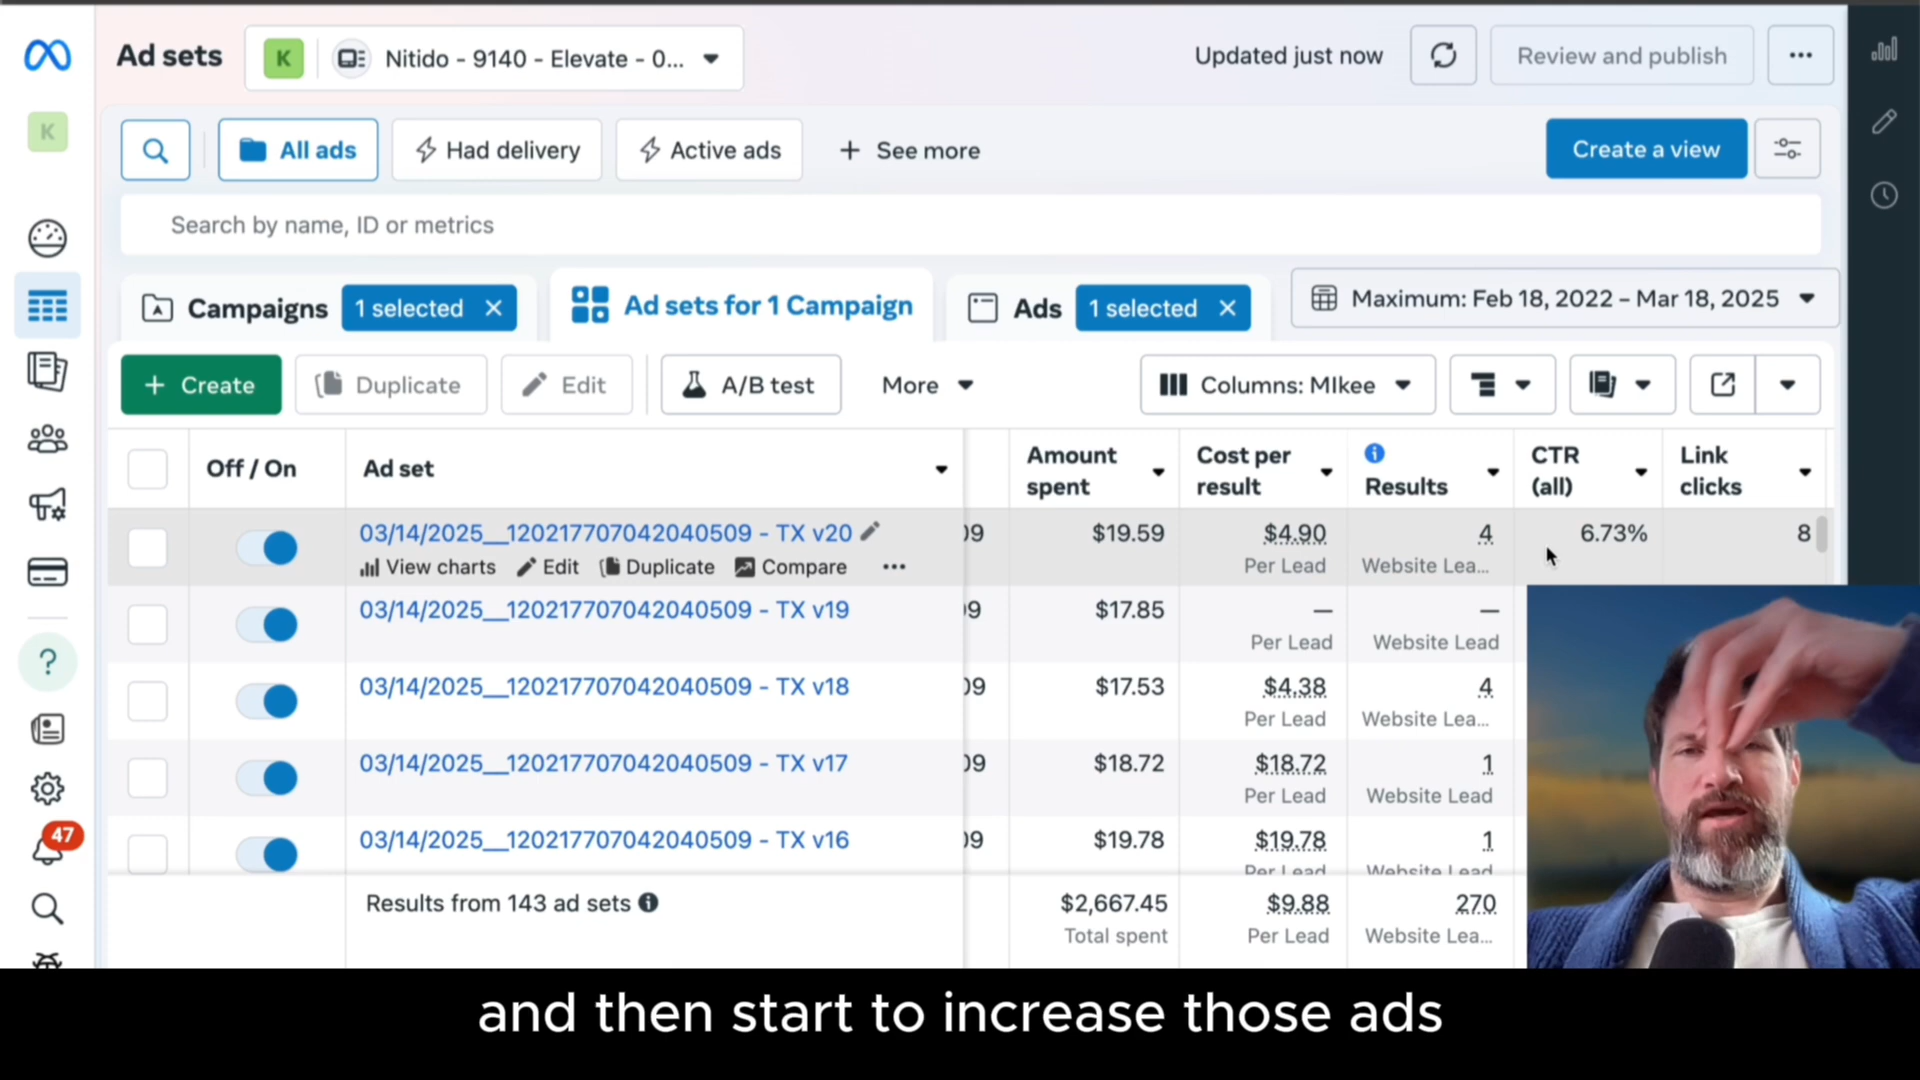 Ad sets
K
Nitido - 9140 - Elevate - 0...
Updated just now
Review and publish
K
All ads
Had delivery
Active ads
See more
Create a view
Search by name, ID or metrics
Campaigns
1 selected
Ad sets for 1 Campaign
Ads
1 selected
Maximum: Feb 18, 2022 – Mar 18, 2025
Create
Duplicate
Edit
A/B test
More
Columns: MIkee
Off / On
Ad set
Amount spent
Cost per result
Results
CTR (all)
Link clicks
03/14/2025__120217707042040509 - TX v20
09
$19.59
$4.90
4
6.73%
8
View charts
Edit
Duplicate
Compare
Per Lead
Website Lea...
03/14/2025__120217707042040509 - TX v19
09
$17.85
—
—
Per Lead
Website Lead
03/14/2025__120217707042040509 - TX v18
09
$17.53
$4.38
4
Per Lead
Website Lea...
03/14/2025__120217707042040509 - TX v17
09
$18.72
$18.72
1
Per Lead
Website Lead
03/14/2025__120217707042040509 - TX v16
09
$19.78
$19.78
1
Per Lead
Website Lead
47
Results from 143 ad sets
$2,667.45
$9.88
270
Total spent
Per Lead
Website Lea...
and then start to increase those ads